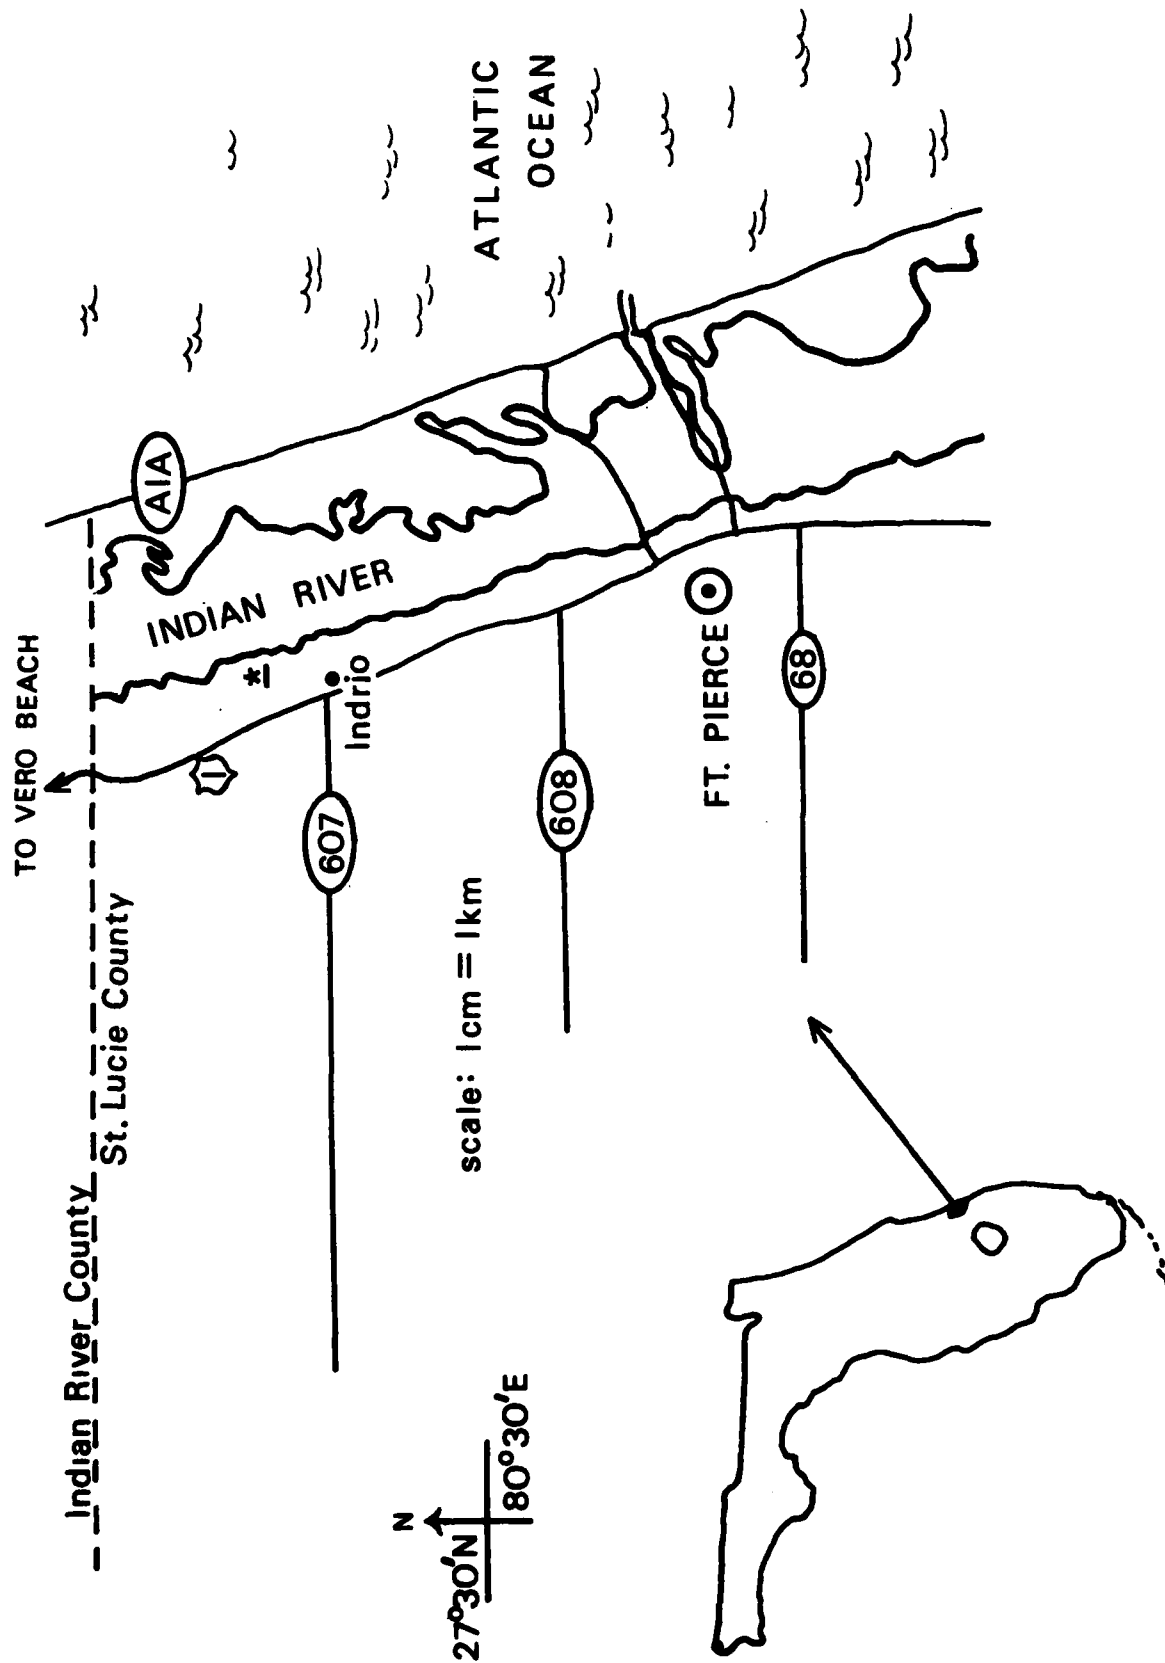 TO VERO BEACH
Indian River County
St. Lucie County
A1A
1
INDIAN RIVER
*
607
Indrio
ATLANTIC
OCEAN
scale: 1cm = 1km
608
N
27°30'N
80°30'E
FT. PIERCE
68